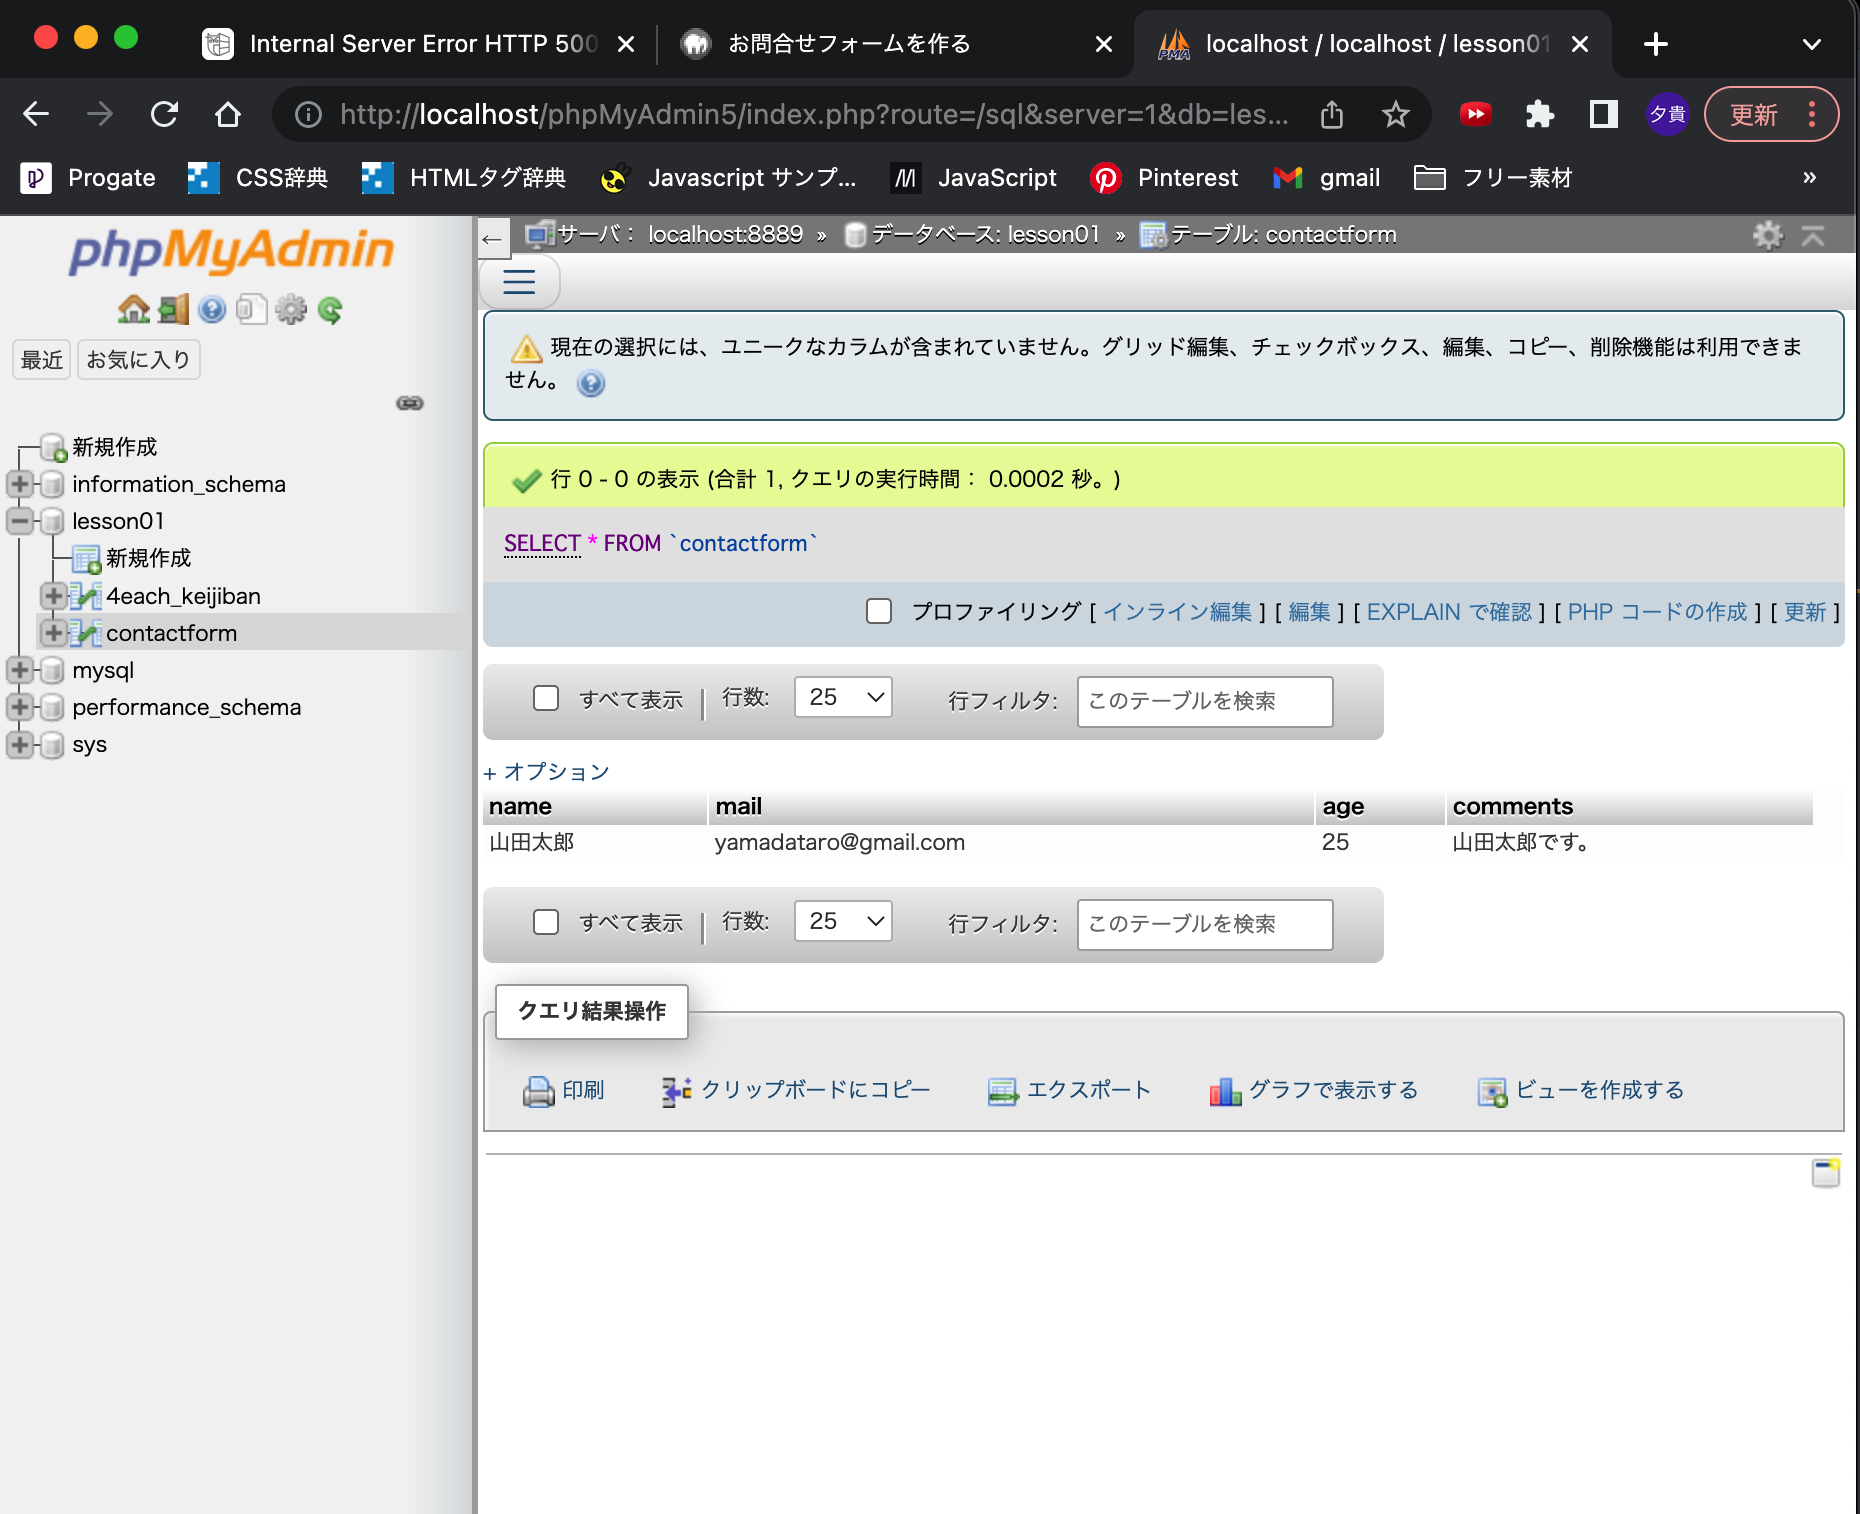 Internal Server Error HTTP 500
お問合せフォームを作る
localhost / localhost / lesson01
http://localhost/phpMyAdmin5/index.php?route=/sql&server=1&db=les...
夕貴
更新
Progate
CSS辞典
HTMLタグ辞典
Javascript サンプ...
JavaScript
Pinterest
gmail
フリー素材
»
phpMyAdmin
最近
お気に入り
新規作成
information_schema
lesson01
新規作成
4each_keijiban
contactform
mysql
performance_schema
sys
サーバ: localhost:8889 » データベース: lesson01 » テーブル: contactform
現在の選択には、ユニークなカラムが含まれていません。グリッド編集、チェックボックス、編集、コピー、削除機能は利用できま
せん。
行 0 - 0 の表示 (合計 1, クエリの実行時間： 0.0002 秒。)
SELECT * FROM `contactform`
プロファイリング [ インライン編集 ] [ 編集 ] [ EXPLAIN で確認 ] [ PHP コードの作成 ] [ 更新 ]
すべて表示 | 行数: 25 行フィルタ: このテーブルを検索
+ オプション
name mail age comments
山田太郎 yamadataro@gmail.com 25 山田太郎です。
すべて表示 | 行数: 25 行フィルタ: このテーブルを検索
クエリ結果操作
印刷 クリップボードにコピー エクスポート グラフで表示する ビューを作成する